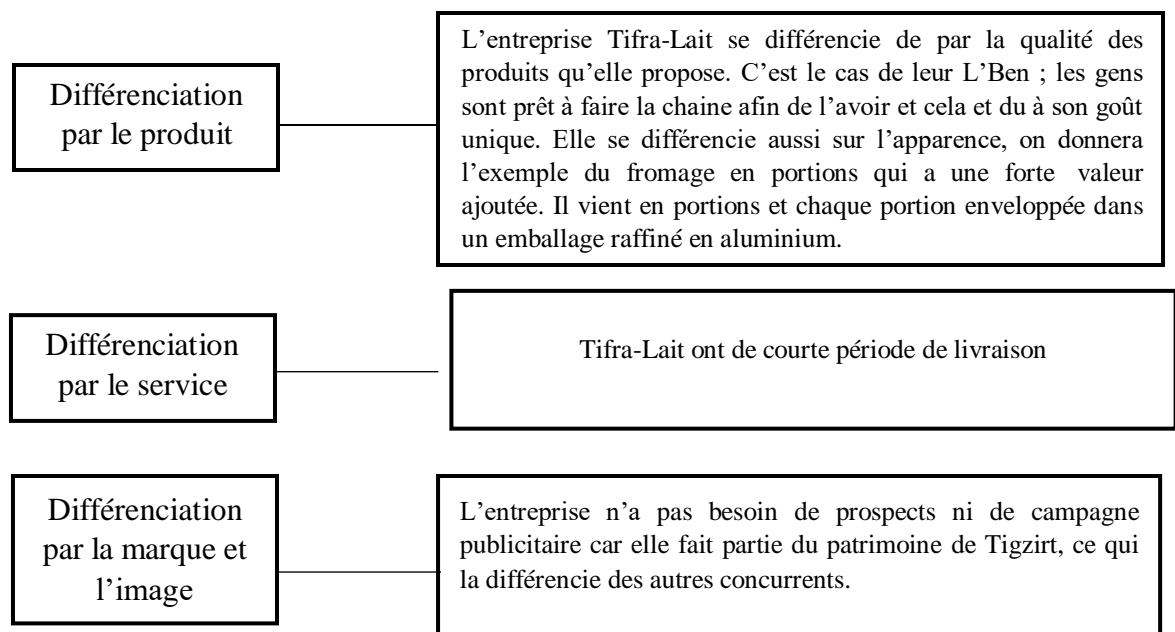 Différenciation
par le produit
L’entreprise Tifra-Lait se différencie de par la qualité des
produits qu’elle propose. C’est le cas de leur L’Ben ; les gens
sont prêt à faire la chaine afin de l’avoir et cela et du à son goût
unique. Elle se différencie aussi sur l’apparence, on donnera
l’exemple du fromage en portions qui a une forte valeur
ajoutée. Il vient en portions et chaque portion enveloppée dans
un emballage raffiné en aluminium.
Différenciation
par le service
Tifra-Lait ont de courte période de livraison
Différenciation
par la marque et
l’image
L’entreprise n’a pas besoin de prospects ni de campagne
publicitaire car elle fait partie du patrimoine de Tigzirt, ce qui
la différencie des autres concurrents.